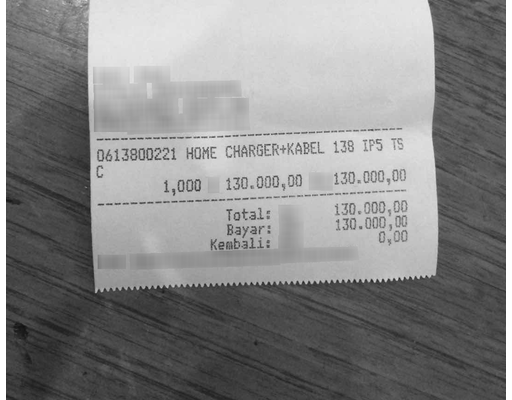 0613800221 HOME CHARGER+KABEL 138 IP5 TS
C
1,000 130.000,00 130.000,00
Total: 130.000,00
Bayar: 130.000,00
Kembali: 0,00